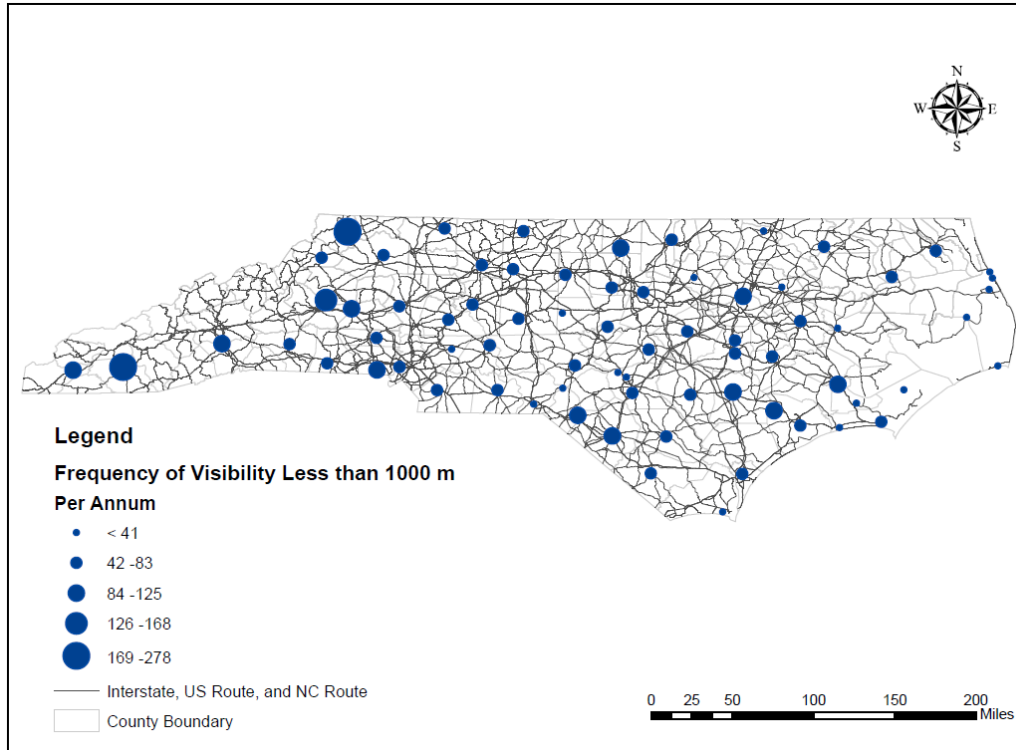 N
W E
S
Legend
Frequency of Visibility Less than 1000 m
Per Annum
< 41
42 -83
84 -125
126 -168
169 -278
Interstate, US Route, and NC Route
County Boundary
0 25 50 100 150 200
Miles